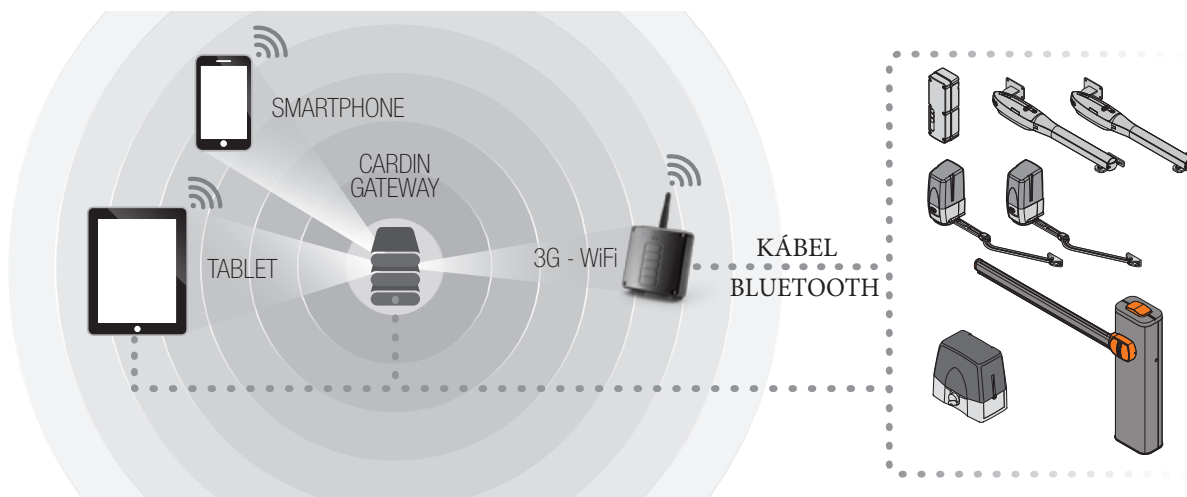 SMARTPHONE
CARDIN
GATEWAY
TABLET
3G - WiFi
KÁBEL
BLUETOOTH